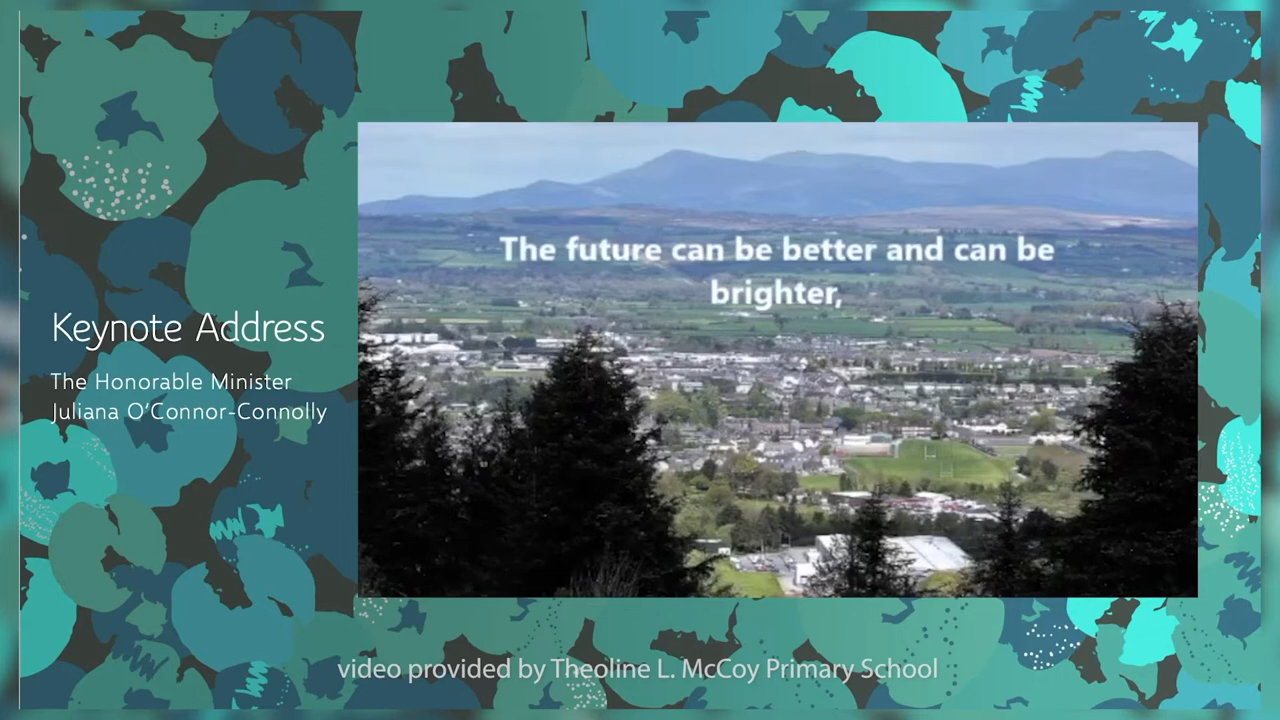 Keynote Address
The Honorable Minister
Juliana O'Connor-Connolly
The future can be better and can be
brighter,
video provided by Theoline L. McCoy Primary School